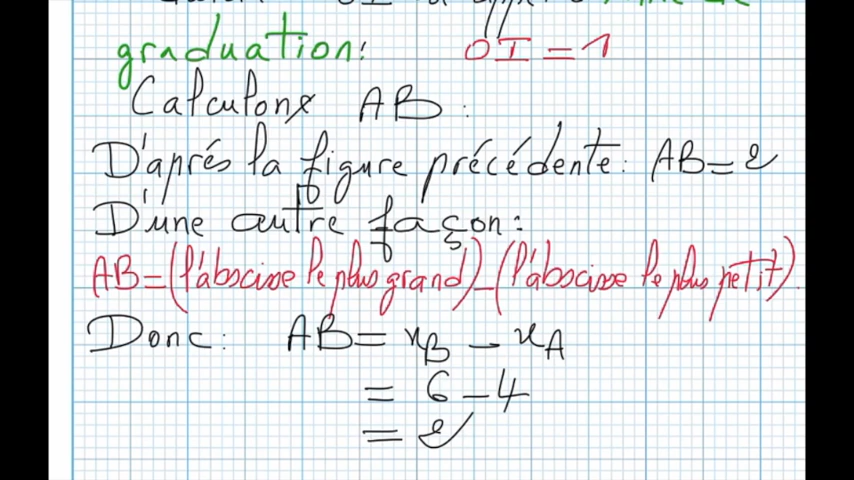 graduation: OI = 1
Calculons AB:
D'aprés la figure précédente: AB = 2
D'une autre façon:
AB = (l'abscisse le plus grand) - (l'abscisse le plus petit).
Donc: AB = xB - xA
= 6 - 4
= 2